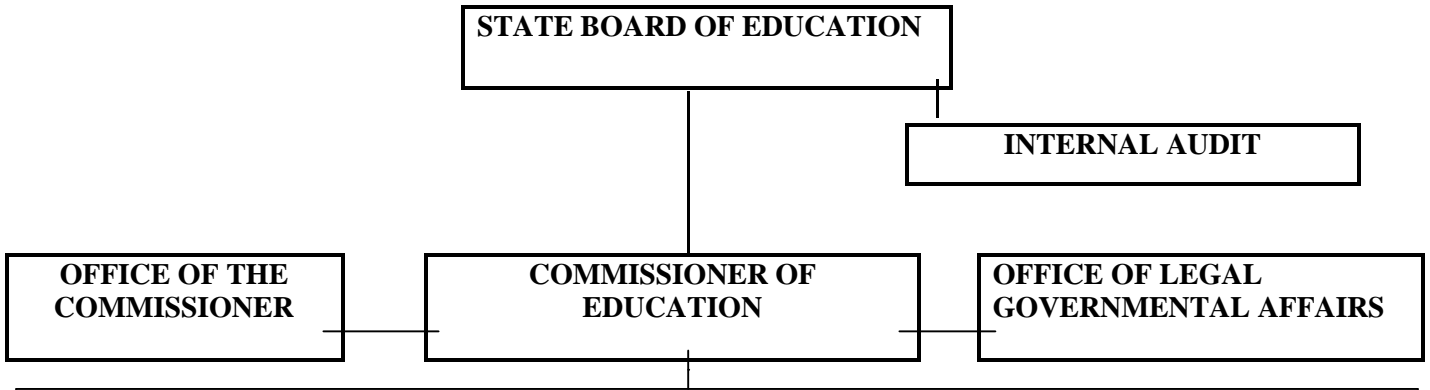 STATE BOARD OF EDUCATION
INTERNAL AUDIT
OFFICE OF THE
COMMISSIONER
COMMISSIONER OF
EDUCATION
OFFICE OF LEGAL
GOVERNMENTAL AFFAIRS